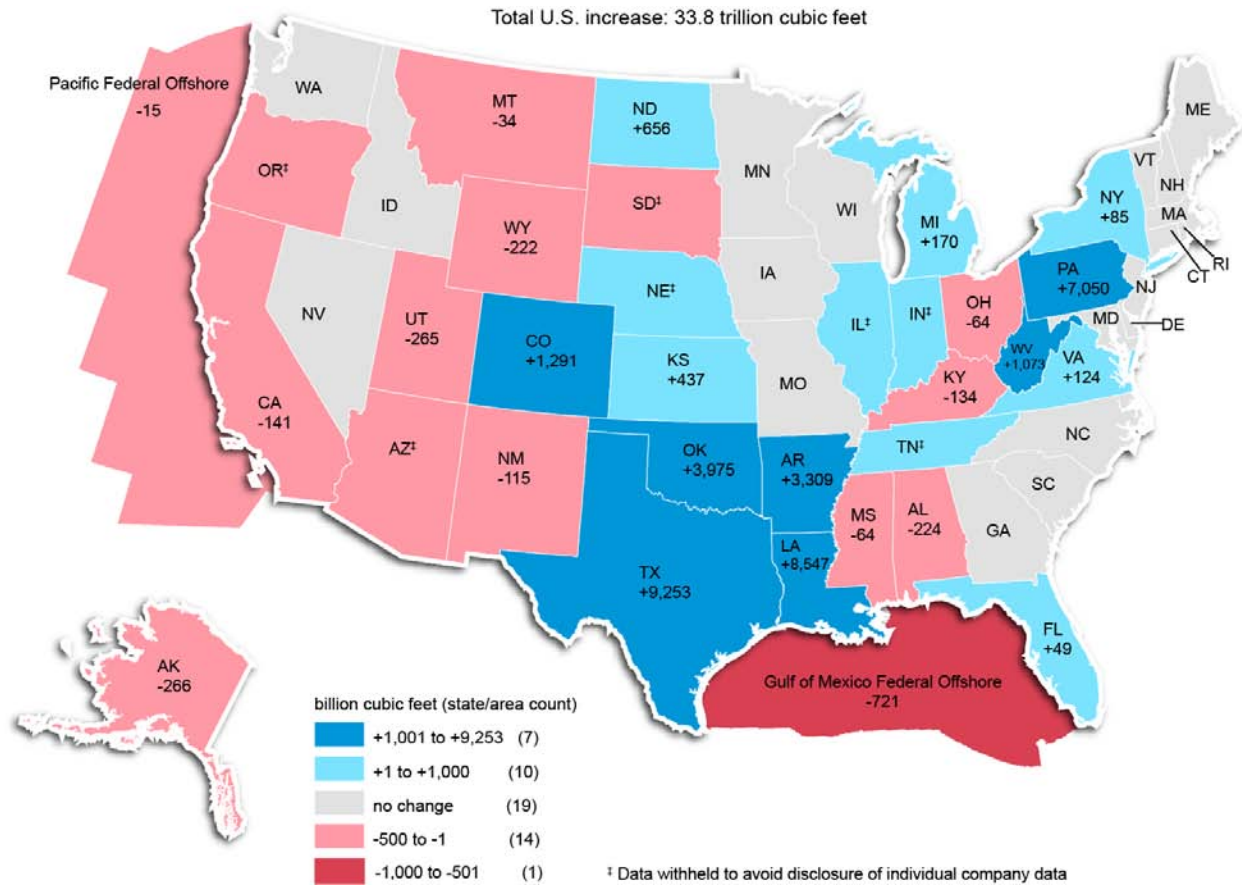 Total U.S. increase: 33.8 trillion cubic feet
Pacific Federal Offshore
-15
WA
MT
-34
ND
+656
MN
ME
VT
NH
OR‡
ID
WY
-222
SD‡
WI
MI
+170
NY
+85
MA
RI
CT
NV
UT
-265
CO
+1,291
NE‡
IA
IL‡
IN‡
OH
-64
PA
+7,050
NJ
MD
DE
WV
+1,073
VA
+124
KS
+437
MO
KY
-134
CA
-141
AZ‡
NM
-115
OK
+3,975
AR
+3,309
TN‡
NC
SC
MS
-64
AL
-224
GA
LA
+8,547
TX
+9,253
FL
+49
AK
-266
Gulf of Mexico Federal Offshore
-721
billion cubic feet (state/area count)
+1,001 to +9,253 (7)
+1 to +1,000 (10)
no change (19)
-500 to -1 (14)
-1,000 to -501 (1)
‡ Data withheld to avoid disclosure of individual company data